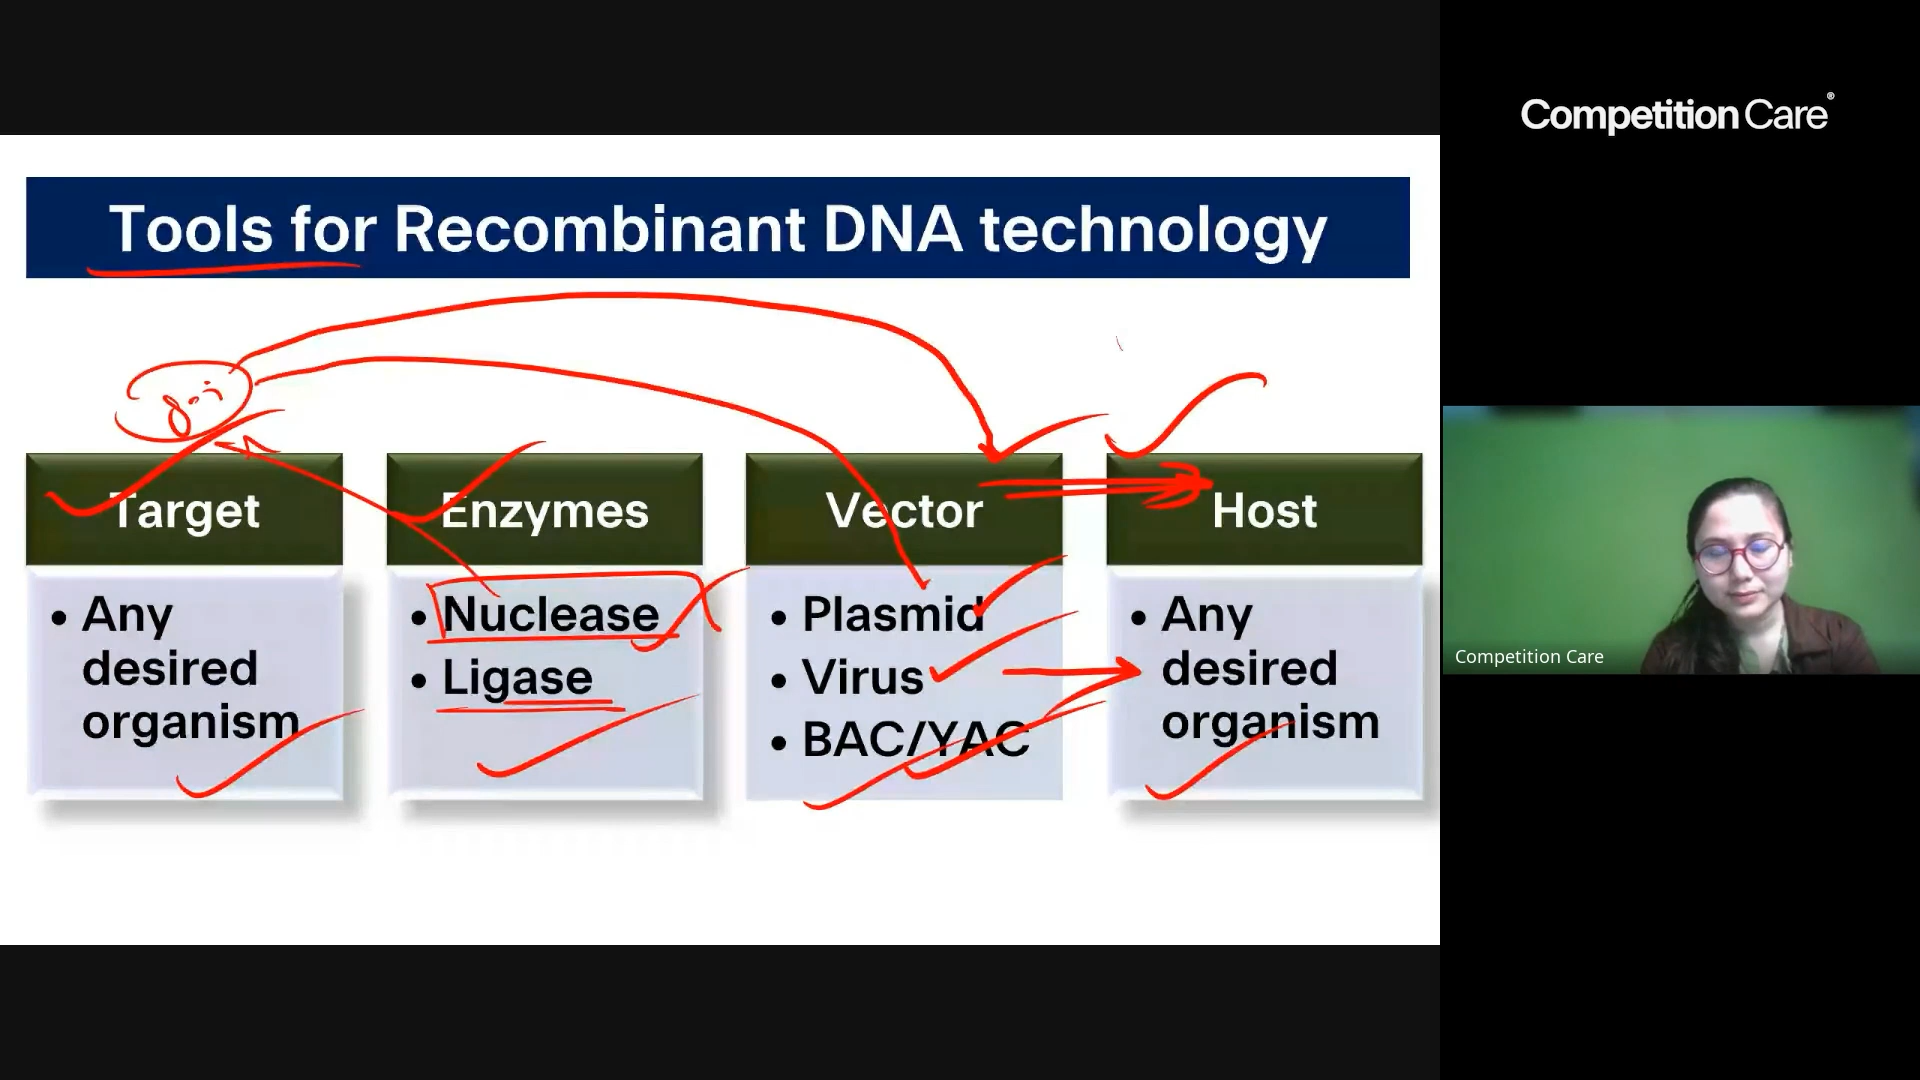 Competition Care®
Tools for Recombinant DNA technology
Target
• Any
desired
organism
Enzymes
• Nuclease
• Ligase
Vector
• Plasmid
• Virus
• BAC/YAC
Host
• Any
desired
organism
Competition Care